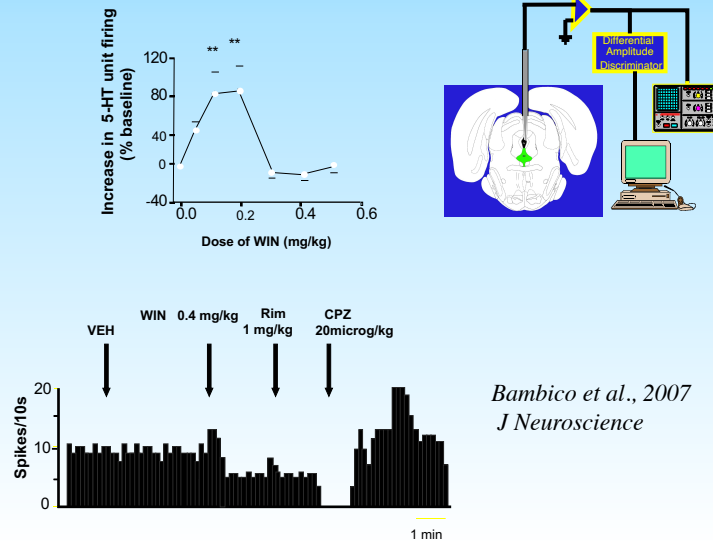 Increase in 5-HT unit firing
(% baseline)
120
80
40
0
-40
** **
0.0 0.2 0.4 0.6
Dose of WIN (mg/kg)
Differential
Amplitude
Discriminator
VEH
WIN 0.4 mg/kg
Rim
1 mg/kg
CPZ
20microg/kg
Spikes/10s
20
10
0
1 min
Bambico et al., 2007
J Neuroscience